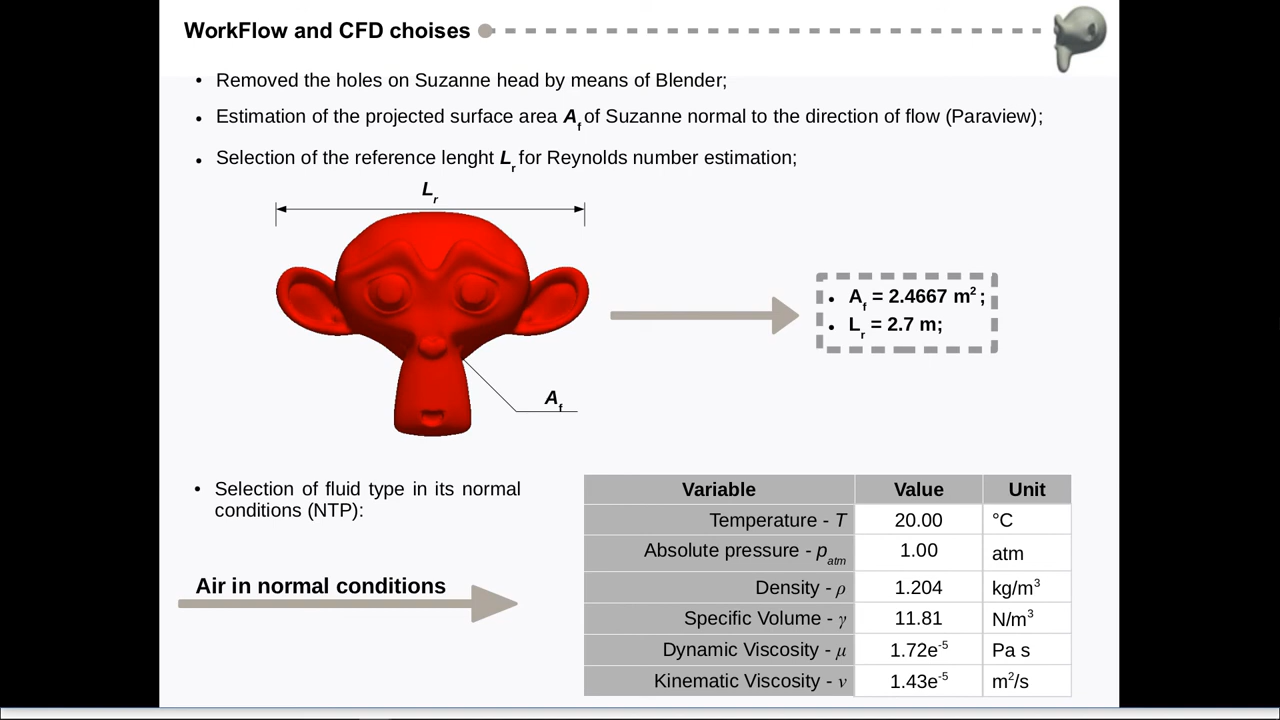 WorkFlow and CFD choises
• Removed the holes on Suzanne head by means of Blender;
• Estimation of the projected surface area Af of Suzanne normal to the direction of flow (Paraview);
• Selection of the reference lenght Lr for Reynolds number estimation;
Lr
• Af = 2.4667 m²;
• Lr = 2.7 m;
Af
• Selection of fluid type in its normal
conditions (NTP):
Air in normal conditions
Variable Value Unit
Temperature - T 20.00 °C
Absolute pressure - patm 1.00 atm
Density - ρ 1.204 kg/m³
Specific Volume - γ 11.81 N/m³
Dynamic Viscosity - μ 1.72e⁻⁵ Pa s
Kinematic Viscosity - ν 1.43e⁻⁵ m²/s